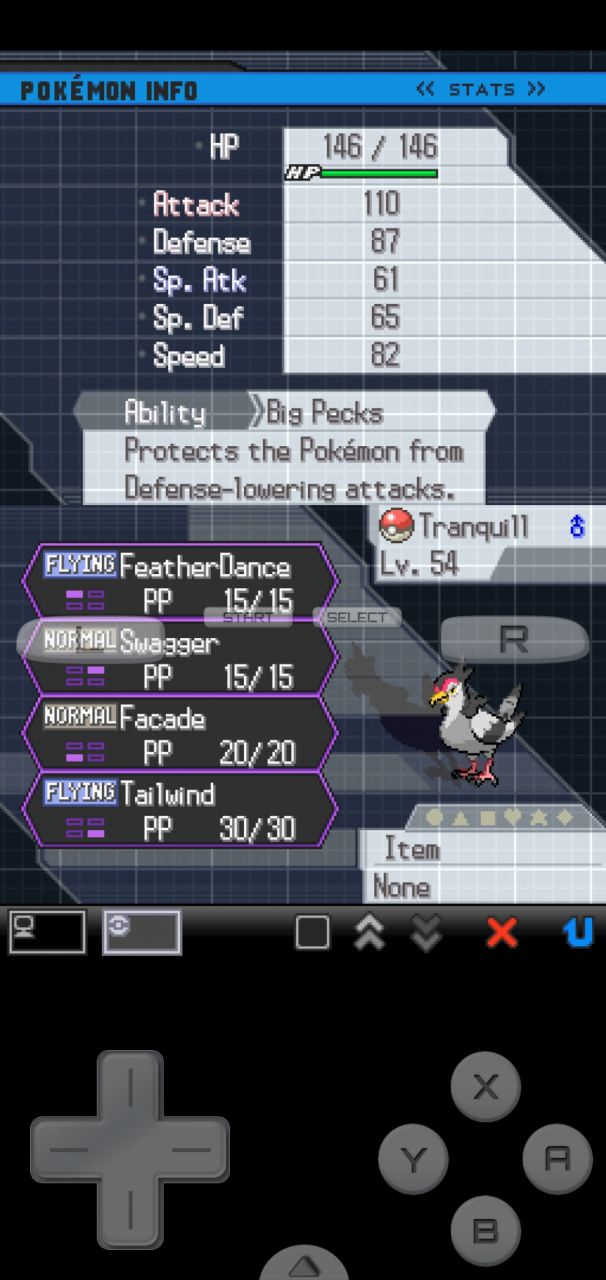 POKÉMON INFO
<< STATS >>
HP 146 / 146
HP
Attack 110
Defense 87
Sp. Atk 61
Sp. Def 65
Speed 82
Ability Big Pecks
Protects the Pokémon from
Defense-lowering attacks.
Tranquill ♂
Lv. 54
FLYING FeatherDance
PP 15/15
START SELECT
L
R
NORMAL Swagger
PP 15/15
NORMAL Facade
PP 20/20
FLYING Tailwind
PP 30/30
Item
None
X
Y
A
B